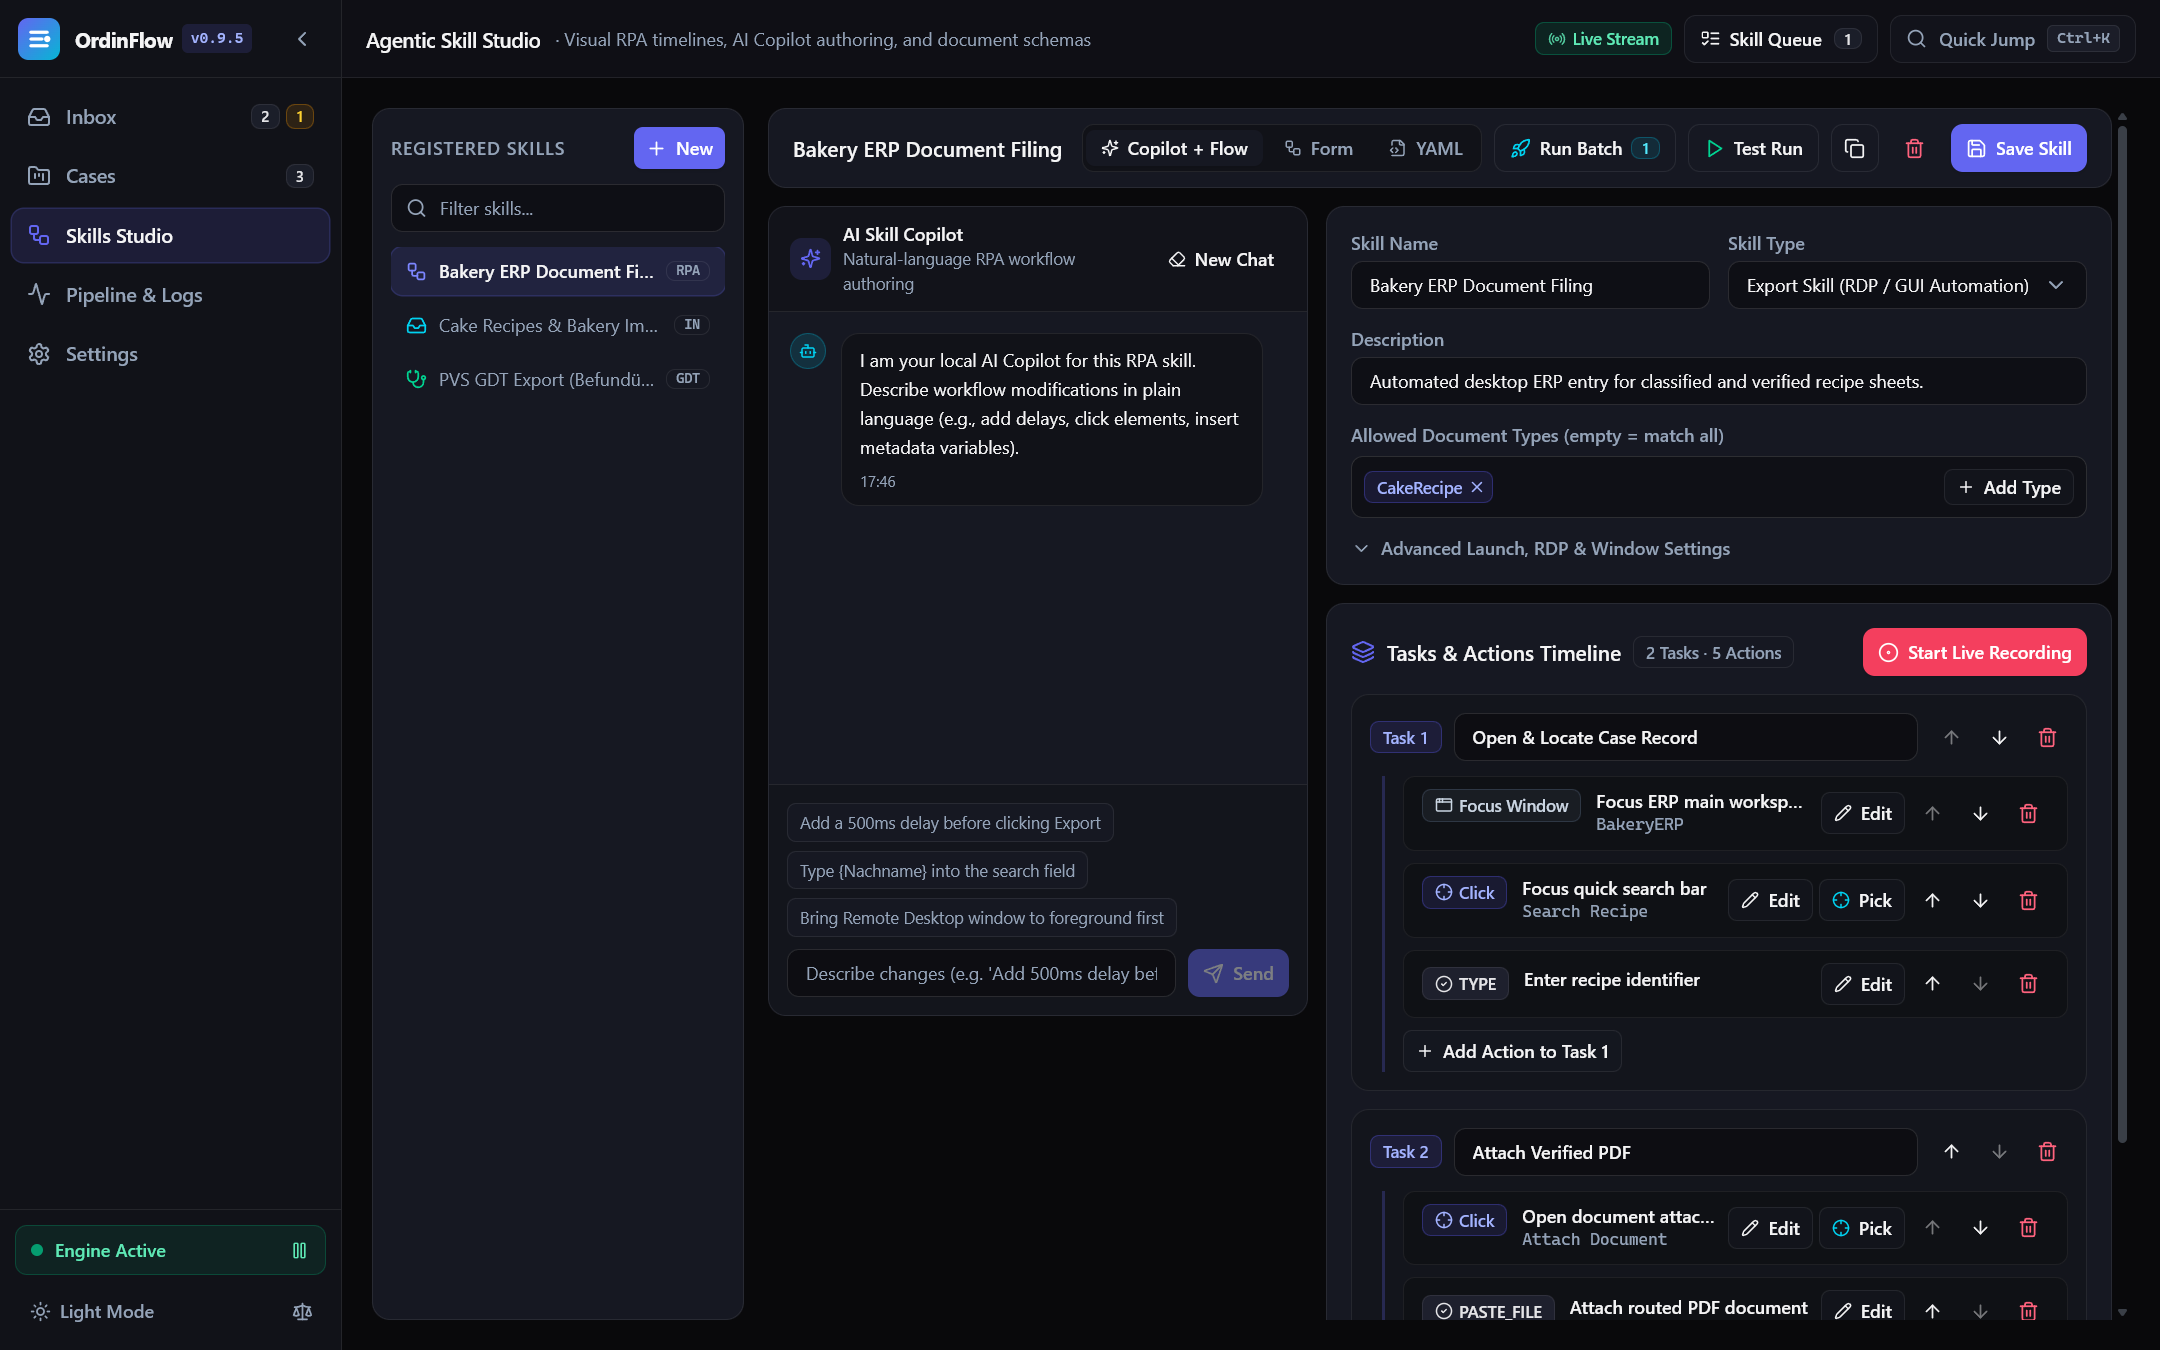 OrdinFlow v0.9.5
Agentic Skill Studio · Visual RPA timelines, AI Copilot authoring, and document schemas
Live Stream
Skill Queue 1
Quick Jump Ctrl+K
Inbox 2 1
Cases 3
Skills Studio
Pipeline & Logs
Settings
Engine Active
Light Mode
REGISTERED SKILLS
+ New
Filter skills...
Bakery ERP Document Fi... RPA
Cake Recipes & Bakery Im... IN
PVS GDT Export (Befundü... GDT
Bakery ERP Document Filing
Copilot + Flow
Form
YAML
Run Batch 1
Test Run
Save Skill
AI Skill Copilot
Natural-language RPA workflow
authoring
New Chat
I am your local AI Copilot for this RPA skill.
Describe workflow modifications in plain
language (e.g., add delays, click elements, insert
metadata variables).
17:46
Add a 500ms delay before clicking Export
Type {Nachname} into the search field
Bring Remote Desktop window to foreground first
Describe changes (e.g. 'Add 500ms delay bef
Send
Skill Name
Skill Type
Bakery ERP Document Filing
Export Skill (RDP / GUI Automation)
Description
Automated desktop ERP entry for classified and verified recipe sheets.
Allowed Document Types (empty = match all)
CakeRecipe ×
+ Add Type
Advanced Launch, RDP & Window Settings
Tasks & Actions Timeline 2 Tasks · 5 Actions
Start Live Recording
Task 1 Open & Locate Case Record
Focus Window Focus ERP main worksp... Edit
BakeryERP
Click Focus quick search bar Edit Pick
Search Recipe
TYPE Enter recipe identifier Edit
+ Add Action to Task 1
Task 2 Attach Verified PDF
Click Open document attac... Edit Pick
Attach Document
PASTE_FILE Attach routed PDF document Edit